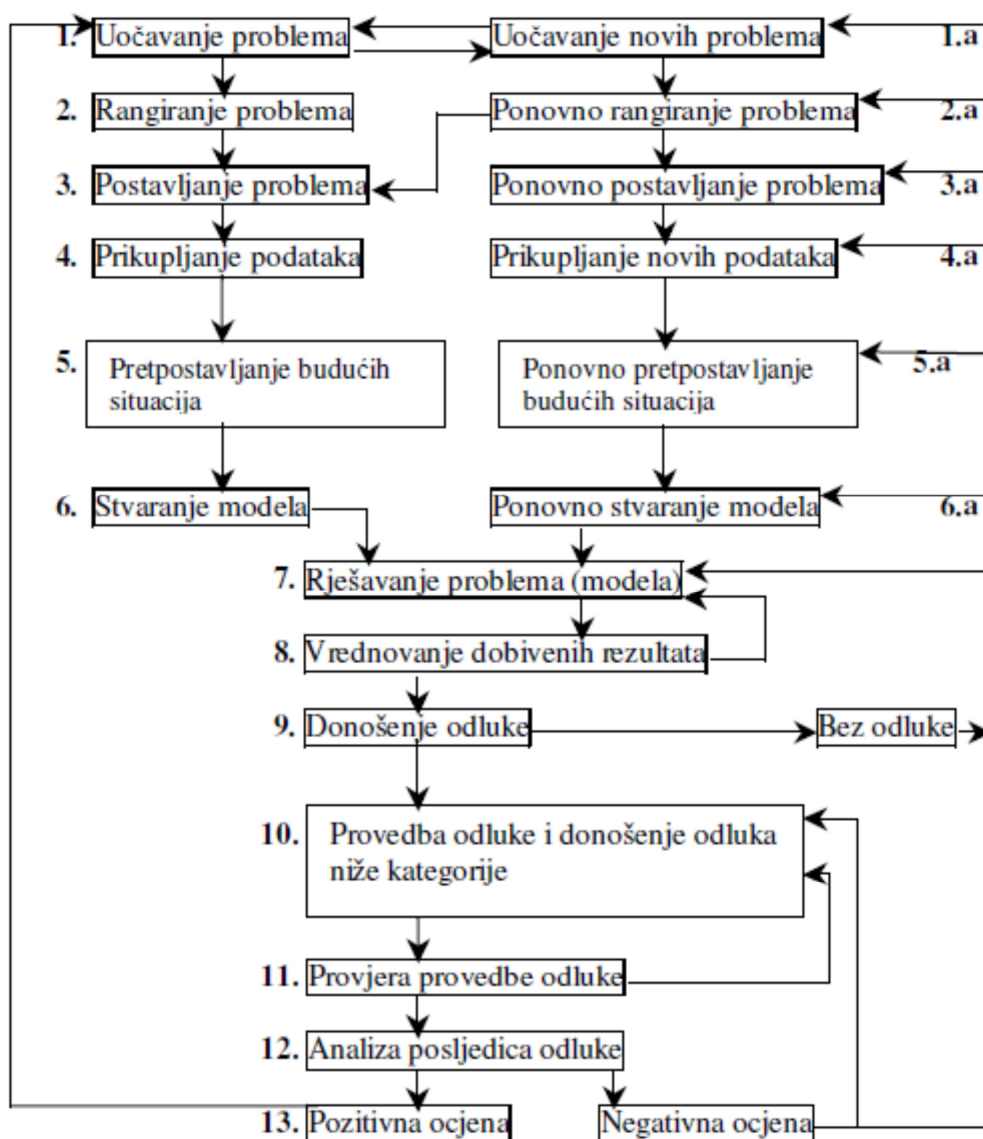 1. Uočavanje problema Uočavanje novih problema 1.a
2. Rangiranje problema Ponovno rangiranje problema 2.a
3. Postavljanje problema Ponovno postavljanje problema 3.a
4. Prikupljanje podataka Prikupljanje novih podataka 4.a
5. Pretpostavljanje budućih Ponovno pretpostavljanje 5.a
situacija budućih situacija
6. Stvaranje modela Ponovno stvaranje modela 6.a
7. Rješavanje problema (modela)
8. Vrednovanje dobivenih rezultata
9. Donošenje odluke Bez odluke
10. Provedba odluke i donošenje odluka
niže kategorije
11. Provjera provedbe odluke
12. Analiza posljedica odluke
13. Pozitivna ocjena Negativna ocjena